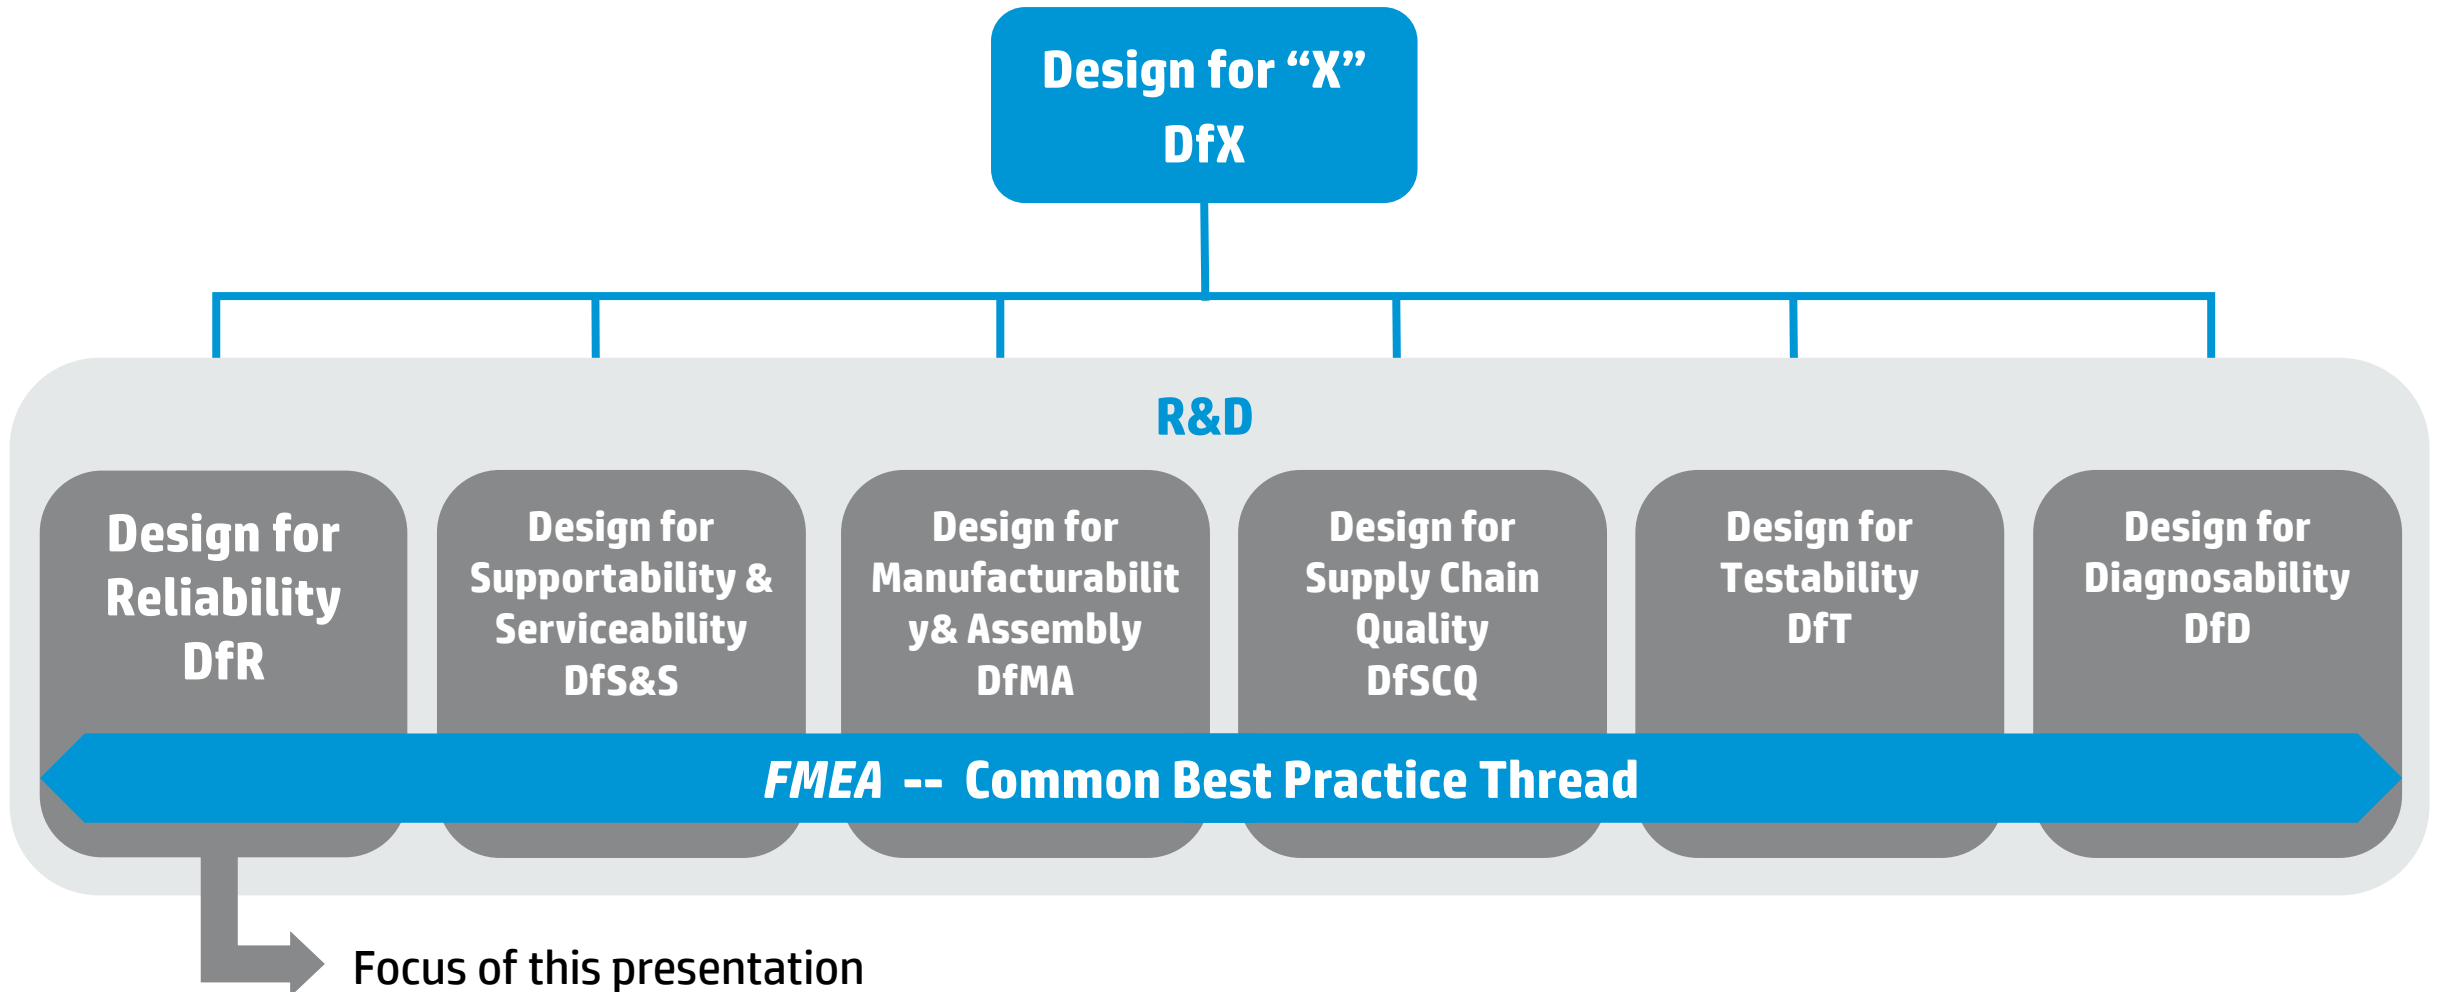 Design for “X”
DfX
R&D
Design for
Reliability
DfR
Design for
Supportability &
Serviceability
DfS&S
Design for
Manufacturabilit
y& Assembly
DfMA
Design for
Supply Chain
Quality
DfSCQ
Design for
Testability
DfT
Design for
Diagnosability
DfD
FMEA -- Common Best Practice Thread
Focus of this presentation